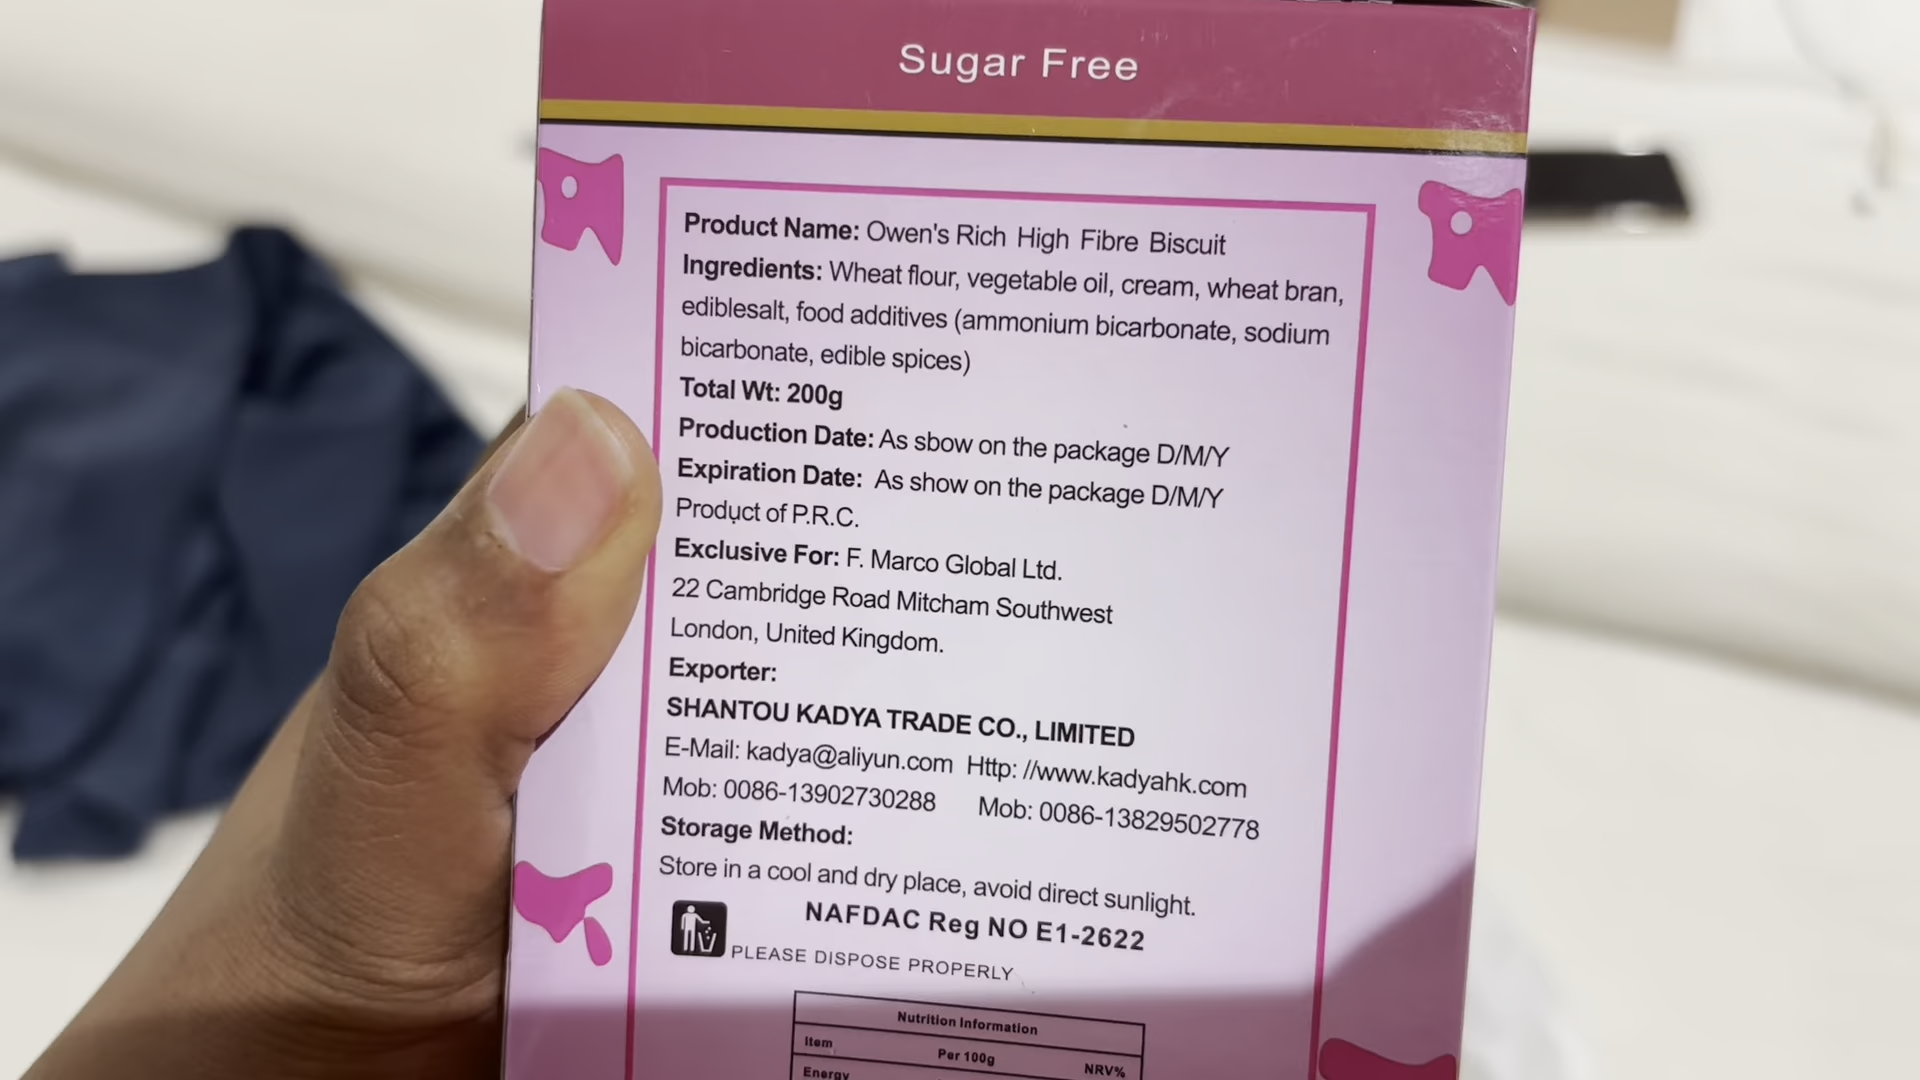 Sugar Free
Product Name: Owen's Rich High Fibre Biscuit
Ingredients: Wheat flour, vegetable oil, cream, wheat bran,
ediblesalt, food additives (ammonium bicarbonate, sodium
bicarbonate, edible spices)
Total Wt: 200g
Production Date: As sbow on the package D/M/Y
Expiration Date: As show on the package D/M/Y
Product of P.R.C.
Exclusive For: F. Marco Global Ltd.
22 Cambridge Road Mitcham Southwest
London, United Kingdom.
Exporter:
SHANTOU KADYA TRADE CO., LIMITED
E-Mail: kadya@aliyun.com Http: //www.kadyahk.com
Mob: 0086-13902730288 Mob: 0086-13829502778
Storage Method:
Store in a cool and dry place, avoid direct sunlight.
NAFDAC Reg NO E1-2622
PLEASE DISPOSE PROPERLY
Nutrition Information
Item Per 100g NRV%
Energy